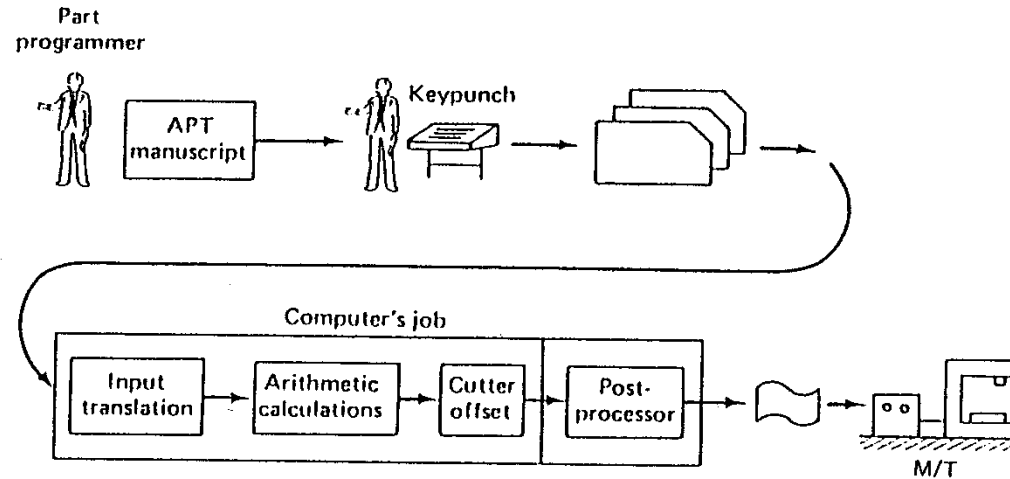 Part
programmer
APT
manuscript
Keypunch
Computer's job
Input
translation
Arithmetic
calculations
Cutter
offset
Post-
processor
M/T